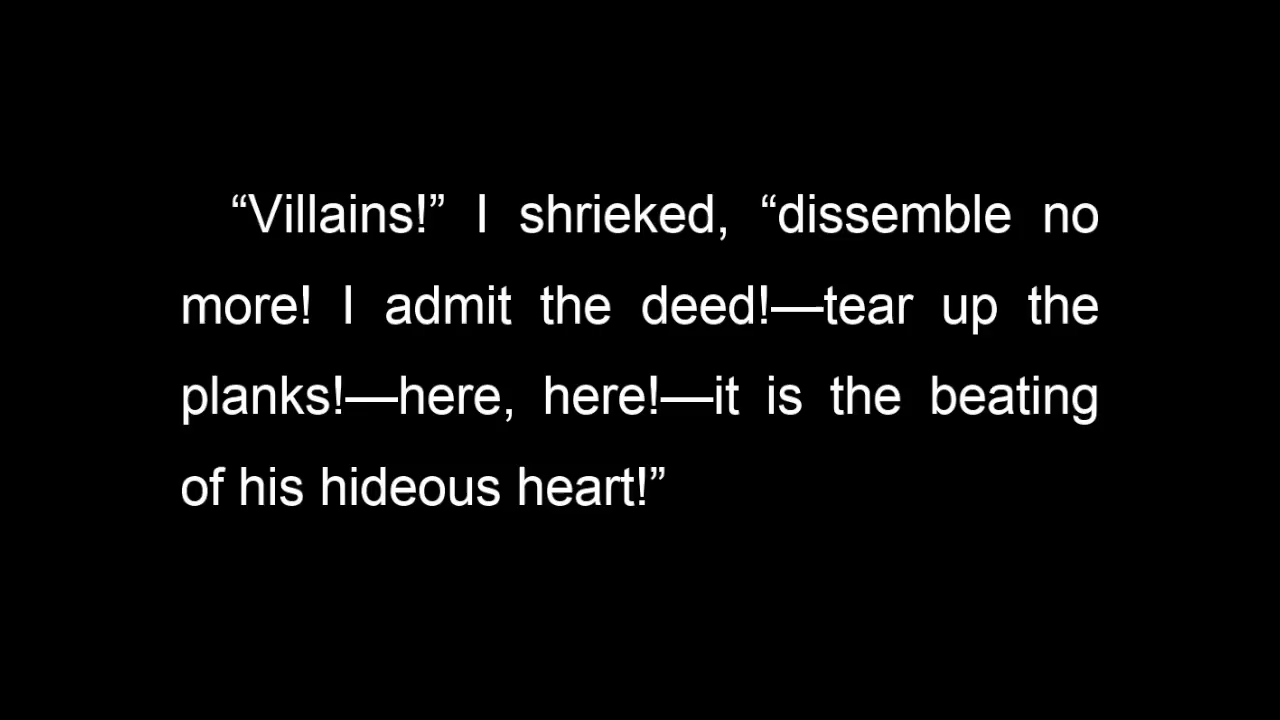 “Villains!” I shrieked, “dissemble no
more! I admit the deed!—tear up the
planks!—here, here!—it is the beating
of his hideous heart!”